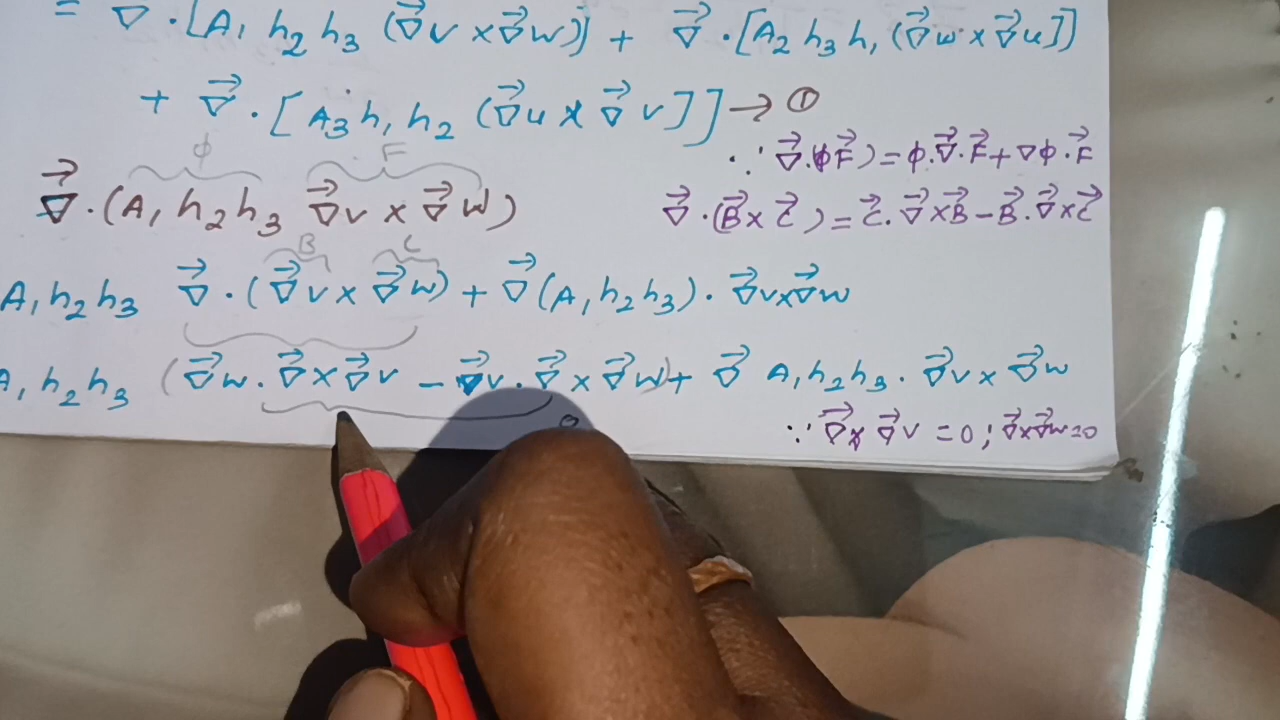 = ∇ · [A₁ h₂ h₃ (∇⃗v × ∇⃗w)] + ∇⃗ · [A₂ h₃ h₁ (∇⃗w × ∇⃗u)]
+ ∇⃗ · [A₃ h₁ h₂ (∇⃗u × ∇⃗v)]] → ①
∵ ∇⃗.(ϕF⃗) = ϕ.∇⃗.F⃗ + ∇ϕ.F⃗
ϕ F
∇⃗ · (A₁ h₂ h₃ ∇⃗v × ∇⃗w)
∇⃗ · (B⃗ × C⃗) = C⃗.∇⃗×B⃗ − B⃗.∇⃗×C⃗
B C
A₁ h₂ h₃ ∇⃗ · (∇⃗v × ∇⃗w) + ∇⃗(A₁ h₂ h₃) · ∇⃗v × ∇⃗w
A₁ h₂ h₃ (∇⃗w . ∇⃗ × ∇⃗v − ∇⃗v . ∇⃗ × ∇⃗w) + ∇⃗ A₁ h₂ h₃ . ∇⃗v × ∇⃗w
∵ ∇⃗ × ∇⃗v = 0 ; ∇⃗×∇⃗w = 0